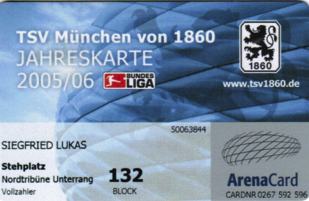 TSV München von 1860
JAHRESKARTE
2005/06
BUNDES
LIGA
1860
www.tsv1860.de
50063844
SIEGFRIED LUKAS
Stehplatz
Nordtribüne Unterrang
Vollzahler
132
BLOCK
ArenaCard
CARDNR 0267 592 596